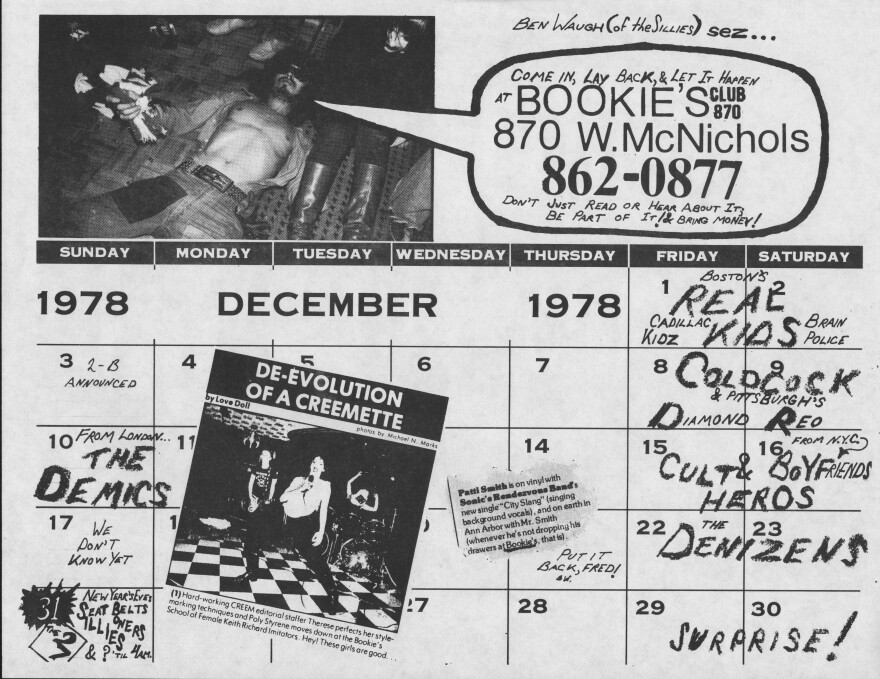 BEN WAUGH (of the SILLIES) sez...
COME IN, LAY BACK, & LET IT HAPPEN
AT BOOKIE'S CLUB 870
870 W. McNichols
862-0877
DON'T JUST READ OR HEAR ABOUT IT,
BE PART OF IT! & BRING MONEY!
SUNDAY MONDAY TUESDAY WEDNESDAY THURSDAY FRIDAY SATURDAY
1978 DECEMBER 1978
1 2
BOSTON'S
REAL
KIDS
CADILLAC
KIDZ
BRAIN
POLICE
3 4 5 6 7 8 9
2-B
ANNOUNCED
COLDCOCK
& PITTSBURGH'S
DIAMOND REO
DE-EVOLUTION
OF A CREEMETTE
by Love Doll
photos by Michael N. Marks
(1) Hard-working CREEM editorial staffer Therese perfects her style-
marking techniques and Poly Styrene moves down at the Bookie's
School of Female Keith Richard Imitators. Hey! These girls are good...
10 11 14 15 16
FROM LONDON...
THE
DEMICS
FROM N.Y.C.
CULT & BOYFRIENDS
HEROS
Patti Smith is on vinyl with
Sonic's Rendezvous Band's
new single "City Slang" (singing
background vocals), and on earth in
Ann Arbor with Mr. Smith
(whenever he's not dropping his
drawers at Bookie's, that is).
PUT IT
BACK, FRED!
17 22 23
WE
DON'T
KNOW YET
THE
DENIZENS
31
NEW YEAR'S EVE
SEAT BELTS
ILLIES
& ? 'TIL 4AM.
27 28 29 30
SURPRISE!